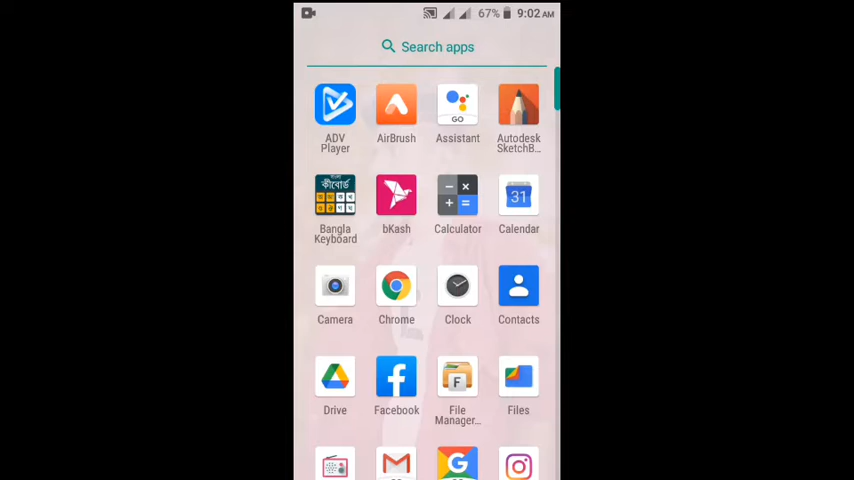 67% 9:02 AM
Search apps
GO
ADV
Player
AirBrush
Assistant
Autodesk
SketchB...
কীবোর্ড
31
Bangla
Keyboard
bKash
Calculator
Calendar
Camera
Chrome
Clock
Contacts
F
Drive
Facebook
File
Manager...
Files